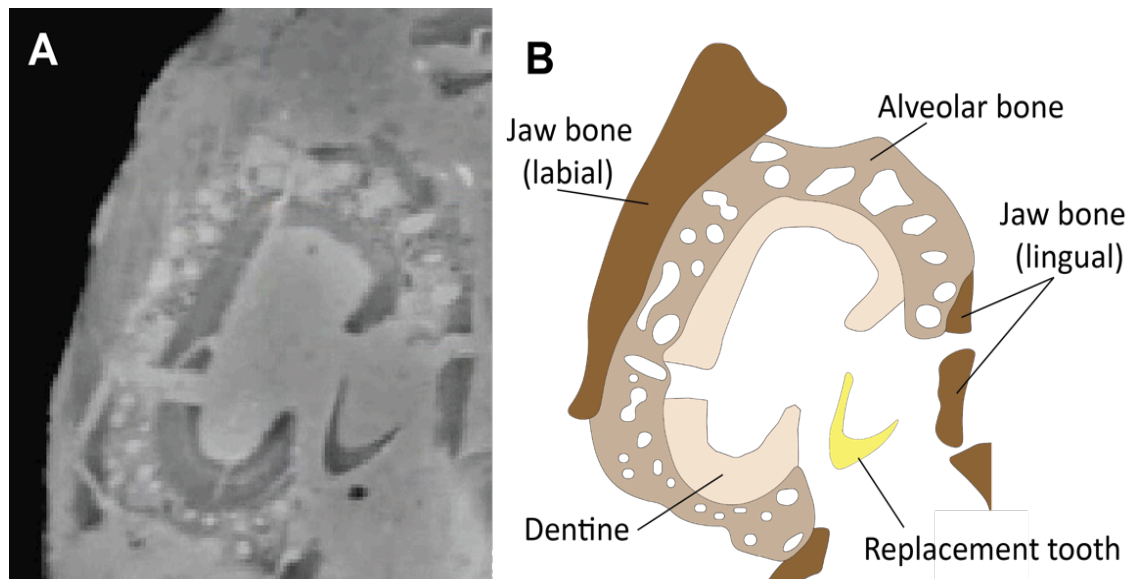 A
B
Alveolar bone
Jaw bone
(labial)
Jaw bone
(lingual)
Dentine
Replacement tooth